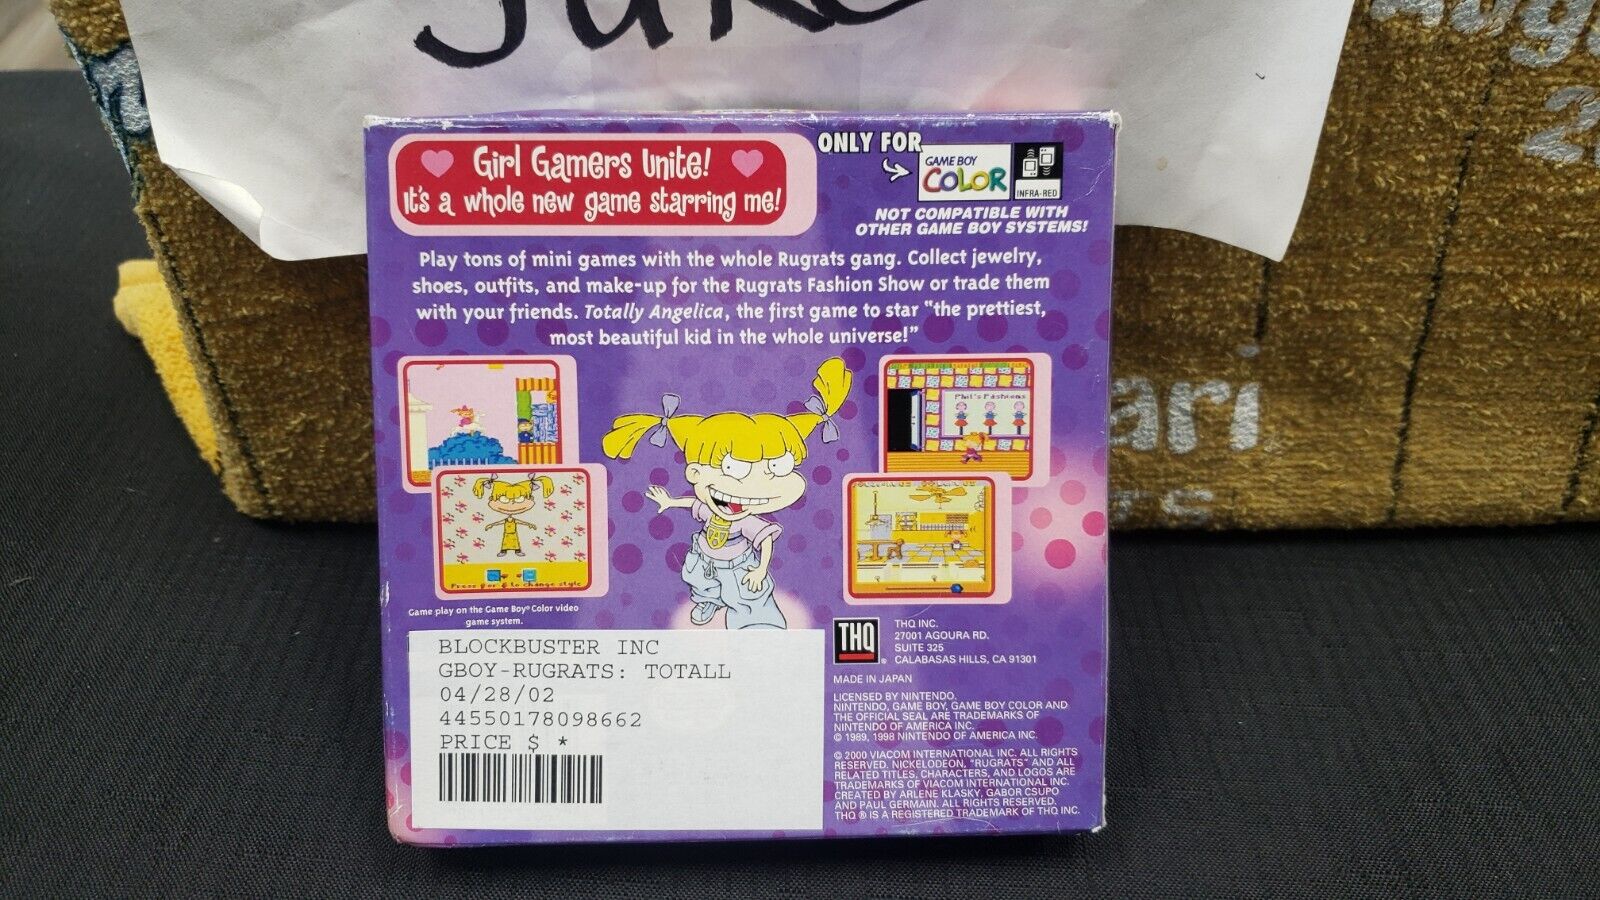 Girl Gamers Unite!
It's a whole new game starring me!
ONLY FOR
GAME BOY
COLOR
INFRA-RED
NOT COMPATIBLE WITH
OTHER GAME BOY SYSTEMS!
Play tons of mini games with the whole Rugrats gang. Collect jewelry,
shoes, outfits, and make-up for the Rugrats Fashion Show or trade them
with your friends. Totally Angelica, the first game to star "the prettiest,
most beautiful kid in the whole universe!"
Phil's Fashions
to change style
Game play on the Game Boy® Color video
game system.
BLOCKBUSTER INC
GBOY-RUGRATS: TOTALL
04/28/02
44550178098662
PRICE $ *
THQ
®
THQ INC.
27001 AGOURA RD.
SUITE 325
CALABASAS HILLS, CA 91301
MADE IN JAPAN
LICENSED BY NINTENDO.
NINTENDO, GAME BOY, GAME BOY COLOR AND
THE OFFICIAL SEAL ARE TRADEMARKS OF
NINTENDO OF AMERICA INC.
© 1989, 1998 NINTENDO OF AMERICA INC.
© 2000 VIACOM INTERNATIONAL INC. ALL RIGHTS
RESERVED. NICKELODEON, "RUGRATS" AND ALL
RELATED TITLES, CHARACTERS, AND LOGOS ARE
TRADEMARKS OF VIACOM INTERNATIONAL INC.
CREATED BY ARLENE KLASKY, GABOR CSUPO
AND PAUL GERMAIN. ALL RIGHTS RESERVED.
THQ ® IS A REGISTERED TRADEMARK OF THQ INC.